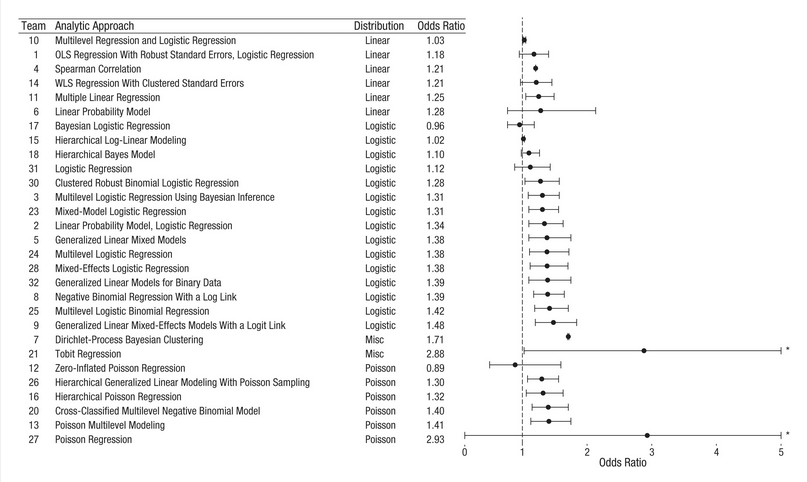 Team Analytic Approach Distribution Odds Ratio
10 Multilevel Regression and Logistic Regression Linear 1.03
1 OLS Regression With Robust Standard Errors, Logistic Regression Linear 1.18
4 Spearman Correlation Linear 1.21
14 WLS Regression With Clustered Standard Errors Linear 1.21
11 Multiple Linear Regression Linear 1.25
6 Linear Probability Model Linear 1.28
17 Bayesian Logistic Regression Logistic 0.96
15 Hierarchical Log-Linear Modeling Logistic 1.02
18 Hierarchical Bayes Model Logistic 1.10
31 Logistic Regression Logistic 1.12
30 Clustered Robust Binomial Logistic Regression Logistic 1.28
3 Multilevel Logistic Regression Using Bayesian Inference Logistic 1.31
23 Mixed-Model Logistic Regression Logistic 1.31
2 Linear Probability Model, Logistic Regression Logistic 1.34
5 Generalized Linear Mixed Models Logistic 1.38
24 Multilevel Logistic Regression Logistic 1.38
28 Mixed-Effects Logistic Regression Logistic 1.38
32 Generalized Linear Models for Binary Data Logistic 1.39
8 Negative Binomial Regression With a Log Link Logistic 1.39
25 Multilevel Logistic Binomial Regression Logistic 1.42
9 Generalized Linear Mixed-Effects Models With a Logit Link Logistic 1.48
7 Dirichlet-Process Bayesian Clustering Misc 1.71
21 Tobit Regression Misc 2.88 *
12 Zero-Inflated Poisson Regression Poisson 0.89
26 Hierarchical Generalized Linear Modeling With Poisson Sampling Poisson 1.30
16 Hierarchical Poisson Regression Poisson 1.32
20 Cross-Classified Multilevel Negative Binomial Model Poisson 1.40
13 Poisson Multilevel Modeling Poisson 1.41
27 Poisson Regression Poisson 2.93 *
0 1 2 3 4 5
Odds Ratio